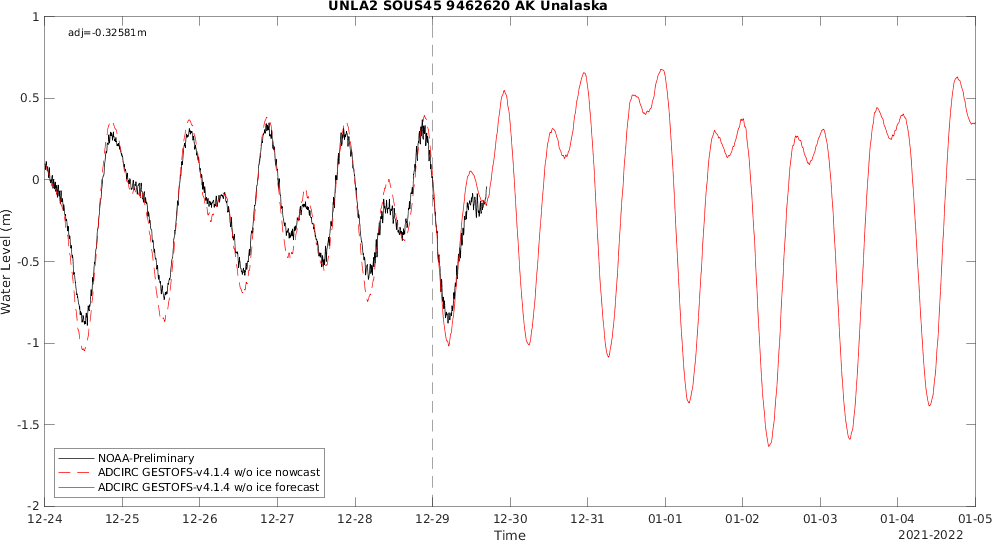 UNLA2 SOUS45 9462620 AK Unalaska
adj=-0.32581m
1
0.5
0
-0.5
-1
-1.5
-2
Water Level (m)
NOAA-Preliminary
ADCIRC GESTOFS-v4.1.4 w/o ice nowcast
ADCIRC GESTOFS-v4.1.4 w/o ice forecast
12-24 12-25 12-26 12-27 12-28 12-29 12-30 12-31 01-01 01-02 01-03 01-04 01-05
Time
2021-2022